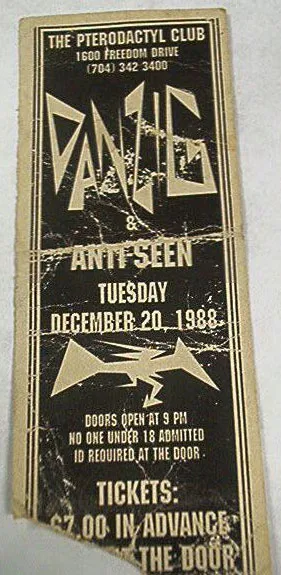 THE PTERODACTYL CLUB
1600 FREEDOM DRIVE
(704) 342 3400
DANZIG
&
ANTI SEEN
TUESDAY
DECEMBER 20, 1988
DOORS OPEN AT 9 PM
NO ONE UNDER 18 ADMITTED
ID REQUIRED AT THE DOOR
TICKETS:
$7.00 IN ADVANCE
THE DOOR